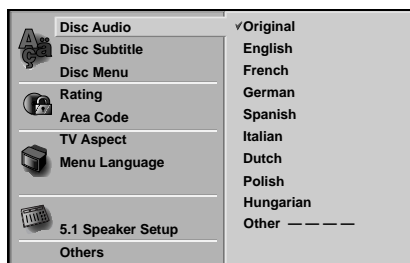 Disc Audio
Disc Subtitle
Disc Menu
Rating
Area Code
TV Aspect
Menu Language
5.1 Speaker Setup
Others
✓Original
English
French
German
Spanish
Italian
Dutch
Polish
Hungarian
Other — — — —